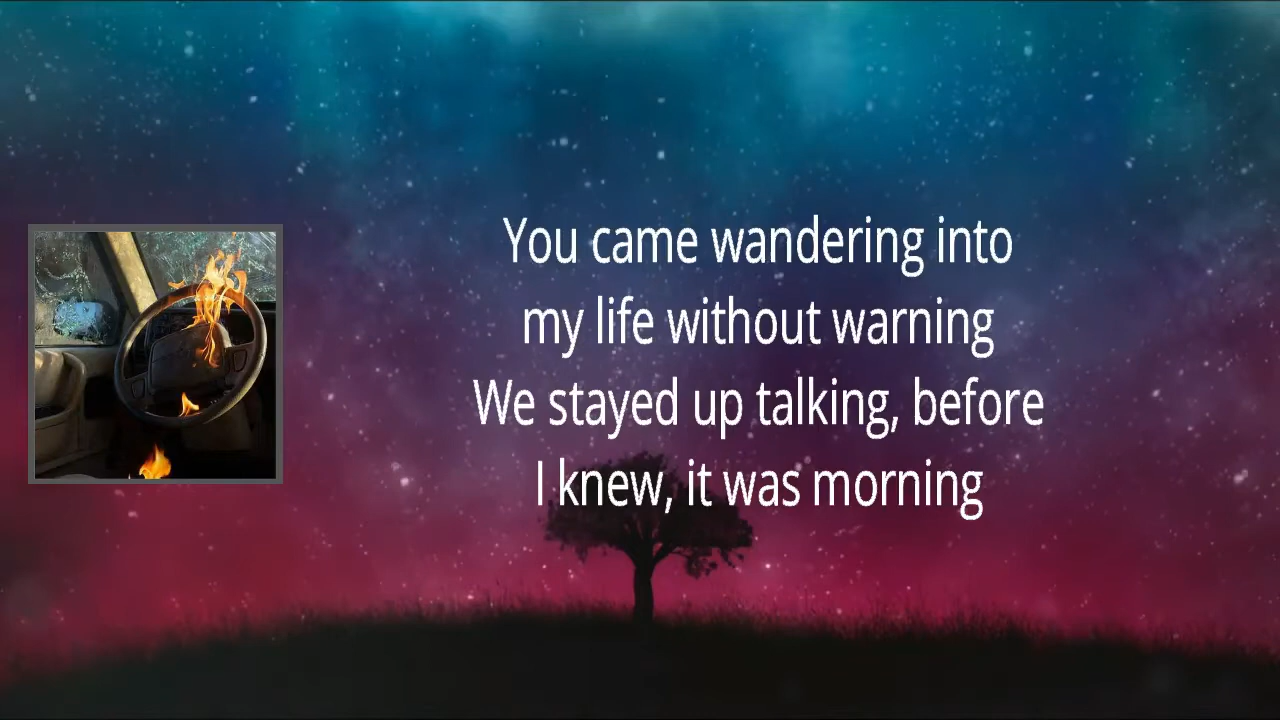 You came wandering into
my life without warning
We stayed up talking, before
I knew, it was morning